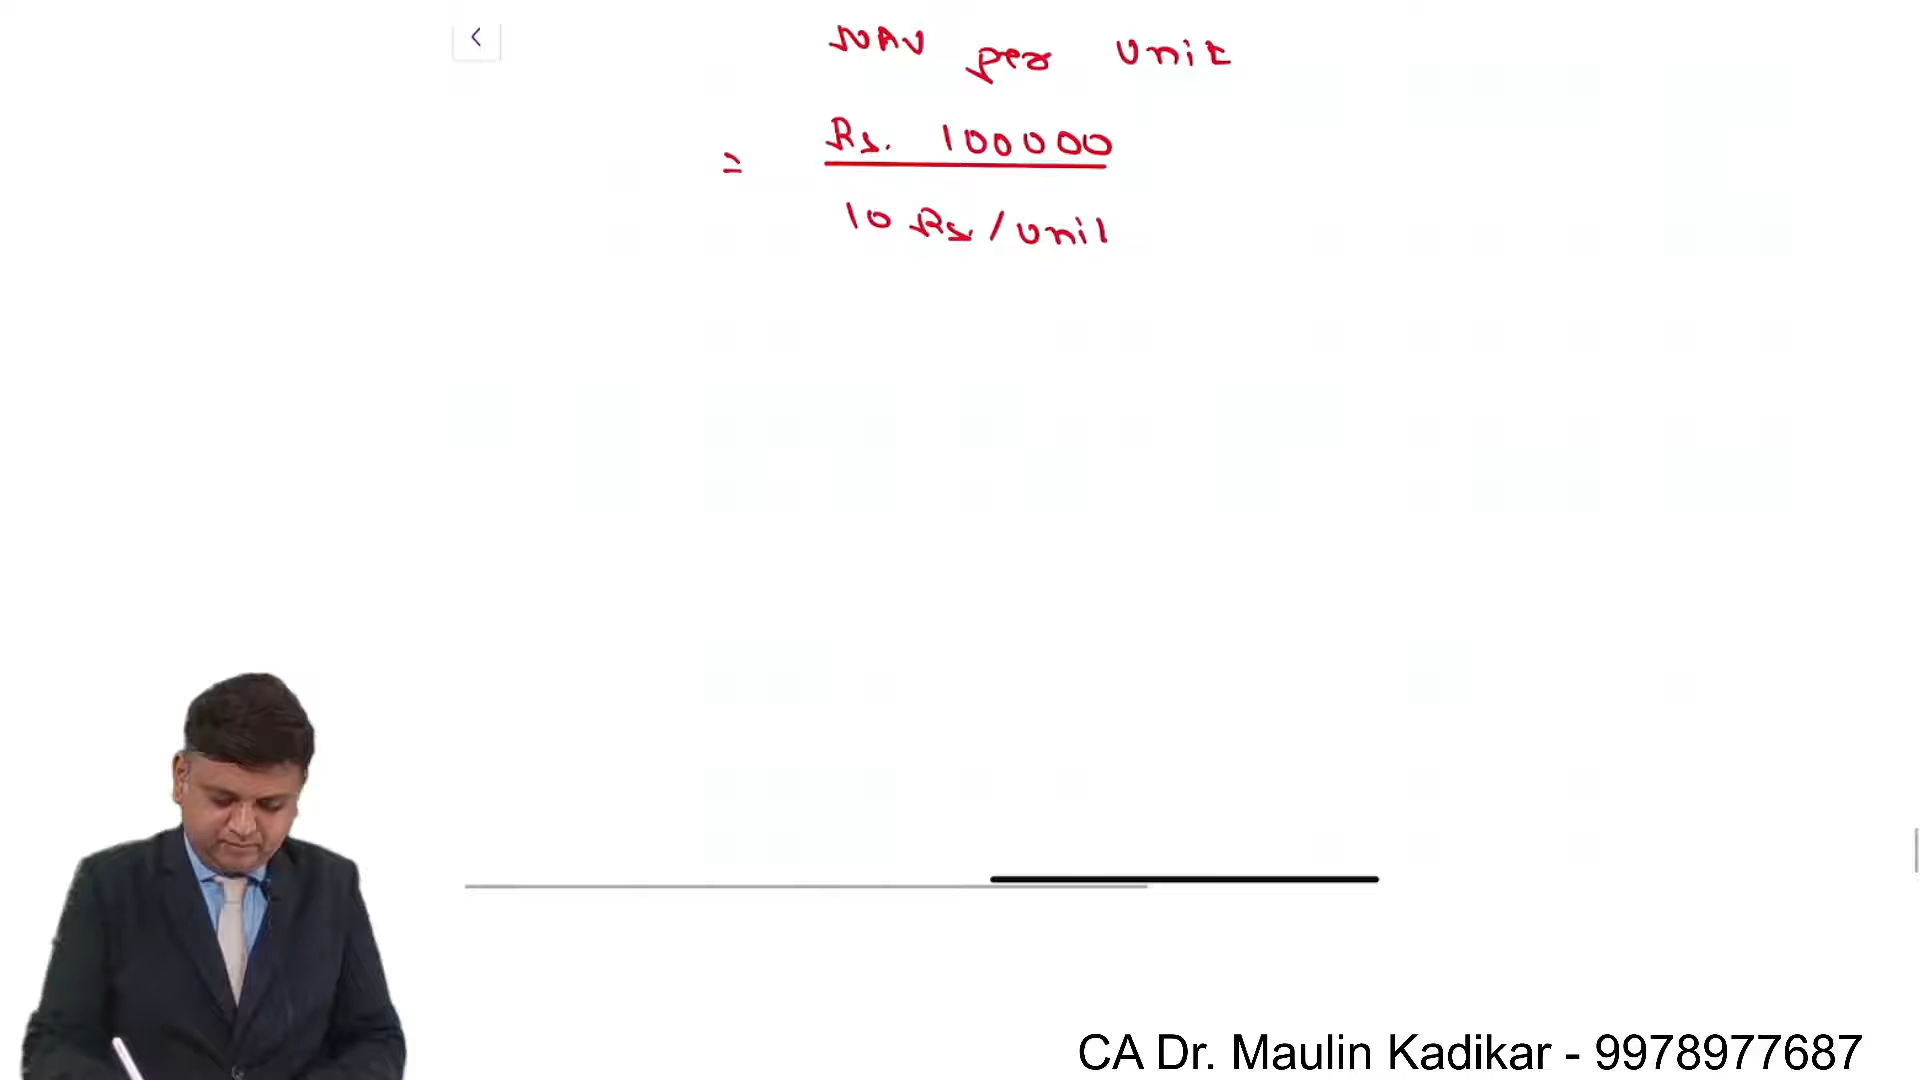 NAV per unit
= Rs. 100000
10 Rs/unit
CA Dr. Maulin Kadikar - 9978977687